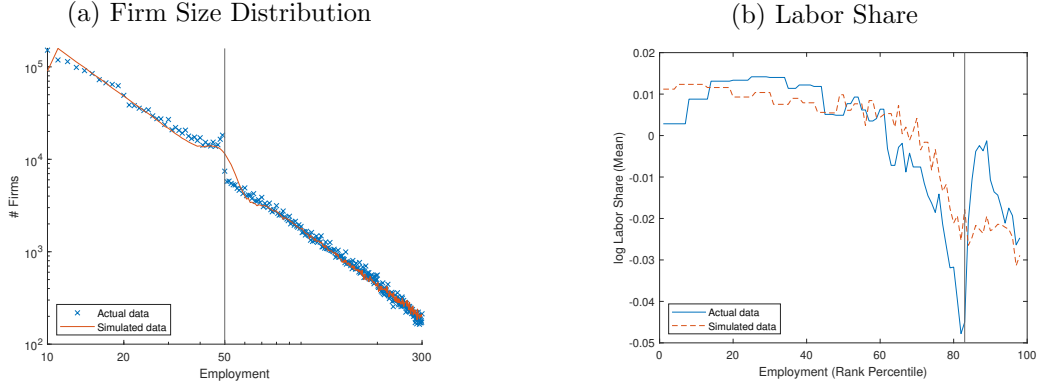 (a) Firm Size Distribution
10^5
10^4
10^3
10^2
# Firms
Actual data
Simulated data
10
20
50
300
Employment
(b) Labor Share
0.02
0.01
0
-0.01
-0.02
-0.03
-0.04
-0.05
log Labor Share (Mean)
Actual data
Simulated data
0
20
40
60
80
100
Employment (Rank Percentile)